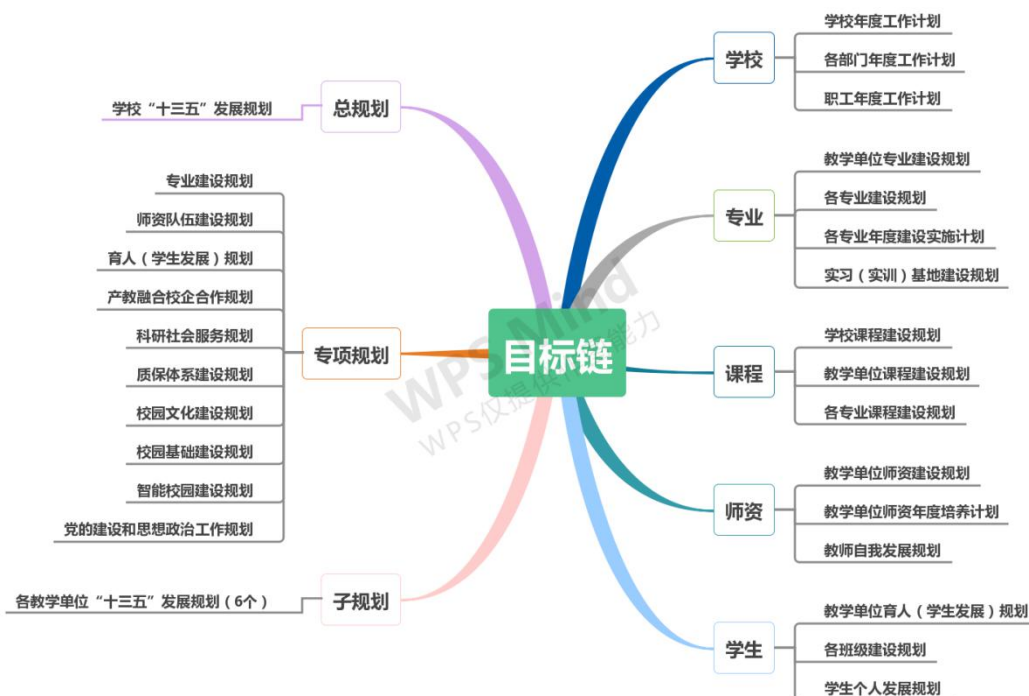 目标链
总规划
学校“十三五”发展规划
专项规划
专业建设规划
师资队伍建设规划
育人（学生发展）规划
产教融合校企合作规划
科研社会服务规划
质保体系建设规划
校园文化建设规划
校园基础建设规划
智能校园建设规划
党的建设和思想政治工作规划
子规划
各教学单位“十三五”发展规划（6个）
学校
学校年度工作计划
各部门年度工作计划
职工年度工作计划
专业
教学单位专业建设规划
各专业建设规划
各专业年度建设实施计划
实习（实训）基地建设规划
课程
学校课程建设规划
教学单位课程建设规划
各专业课程建设规划
师资
教学单位师资建设规划
教学单位师资年度培养计划
教师自我发展规划
学生
教学单位育人（学生发展）规划
各班级建设规划
学生个人发展规划
WPS Mind
WPS仅提供 能力